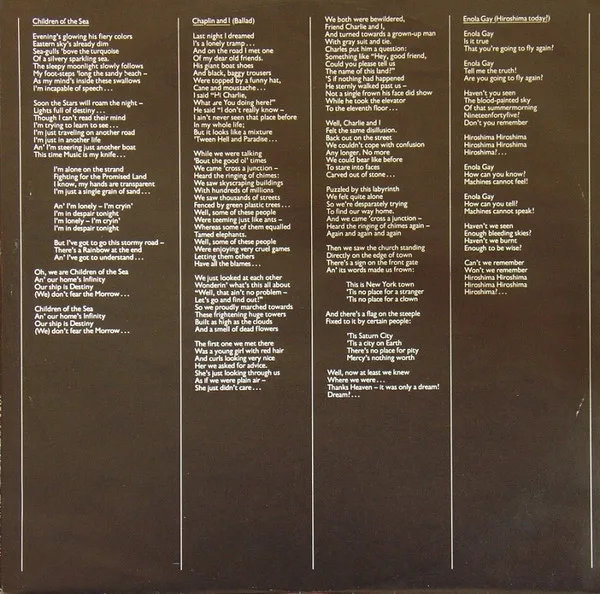 Children of the Sea
Evening's glowing his fiery colors
Eastern sky's already dim
Sea-gulls 'bove the turquoise
Of a silvery sparkling sea.
The sleepy moonlight slowly follows
My foot-steps 'long the sandy beach –
As my mind's inside these swallows
I'm incapable of speech...
Soon the Stars will roam the night –
Lights full of destiny...
Though I can't read their mind
I'm trying to learn to see...
I'm just traveling on another road
I'm just in another life
An' I'm steering just another boat
This time Music is my knife...
I'm alone on the strand
Fighting for the Promised Land
I know, my hands are transparent
I'm just a single grain of sand...
An' I'm lonely – I'm cryin'
I'm in despair tonight
I'm lonely – I'm cryin'
I'm in despair tonight
But I've got to go this stormy road –
There's a Rainbow at the end
An' I've got to understand...
Oh, we are Children of the Sea
An' our home's Infinity
Our ship is Destiny
(We) don't fear the Morrow...
Children of the Sea
An' our home's Infinity
Our ship is Destiny
(We) don't fear the Morrow...
Chaplin and I (Ballad)
Last night I dreamed
I's a lonely tramp...
And on the road I met one
Of my dear old friends.
His giant boat shoes
And black, baggy trousers
Were topped by a funny hat,
Cane and moustache...
I said "Hi Charlie,
What are You doing here!"
He said "I don't really know –
I ain't never seen that place before
In my whole life;
But it looks like a mixture
'Tween Hell and Paradise...
While we were talking
'Bout the good ol' times
We came 'cross a junction –
Heard the ringing of chimes:
We saw skyscraping buildings
With hundreds of millions
We saw thousands of streets
Fenced by green plastic trees...
Well, some of these people
Were teeming just like ants –
Whereas some of them equalled
Tamed elephants.
Well, some of these people
Were enjoying very cruel games
Letting them others
Have all the blames...
We just looked at each other
Wonderin' what's this all about
"Well, that ain't no problem –
Let's go and find out!"
So we proudly marched towards
These frightening huge towers
Built as high as the clouds
And a smell of dead flowers
The first one we met there
Was a young girl with red hair
And curls looking very nice
Her we asked for advice.
She's just looking through us
As if we were plain air –
She just didn't care...
We both were bewildered,
Friend Charlie and I,
And turned towards a grown-up man
With gray suit and tie.
Charles put him a question:
Something like "Hey, good friend,
Could you please tell us
The name of this land?"
'S if nothing had happened
He sternly walked past us –
Not a single frown his face did show
While he took the elevator
To the eleventh floor...
Well, Charlie and I
Felt the same disillusion.
Back out on the street
We couldn't cope with confusion
Any longer. No more
We could bear like before
To stare into faces
Carved out of stone...
Puzzled by this labyrinth
We felt quite alone
So we're desparately trying
To find our way home.
And we came 'cross a junction –
Heard the ringing of chimes again –
Again and again and again
Then we saw the church standing
Directly on the edge of town
There's a sign on the front gate
An' its words made us frown:
This is New York town
'Tis no place for a stranger
'Tis no place for a clown
And there's a flag on the steeple
Fixed to it by certain people:
'Tis Saturn City
'Tis a city on Earth
There's no place for pity
Mercy's nothing worth
Well, now at least we knew
Where we were...
Thanks Heaven – it was only a dream!
Dream?...
Enola Gay (Hiroshima today?)
Enola Gay
Is it true
That you're going to fly again?
Enola Gay
Tell me the truth!
Are you going to fly again?
Haven't you seen
The blood-painted sky
Of that summermorning
Nineteenfortyfive?
Don't you remember
Hiroshima Hiroshima
Hiroshima Hiroshima
Hiroshima?...
Enola Gay
How can you know?
Machines cannot feel!
Enola Gay
How can you tell?
Machines cannot speak!
Haven't we seen
Enough bleeding skies?
Haven't we burnt
Enough to be wise?
Can't we remember
Won't we remember
Hiroshima Hiroshima
Hiroshima Hiroshima
Hiroshima?...